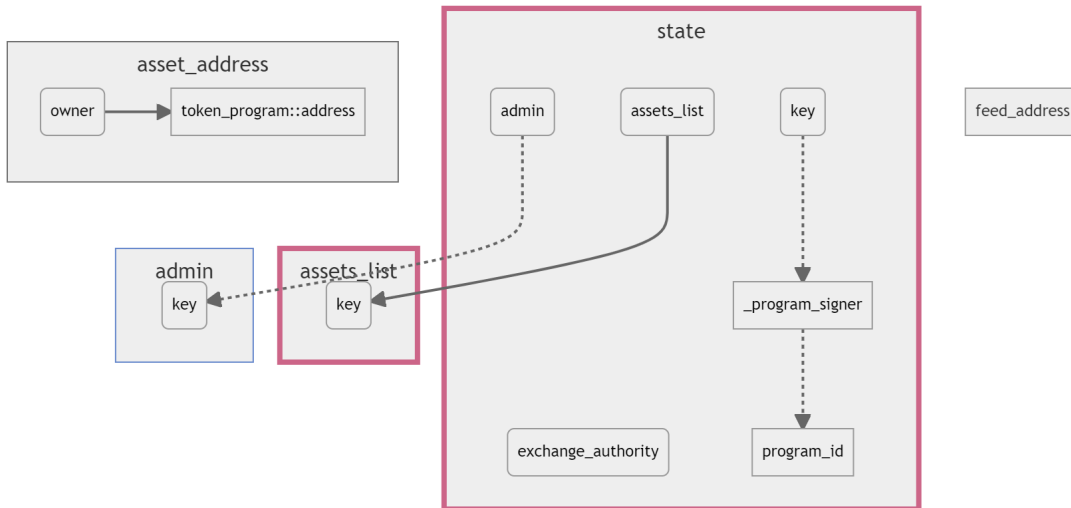 asset_address
owner
token_program::address
state
admin
assets_list
key
feed_address
admin
key
assets_list
key
_program_signer
exchange_authority
program_id